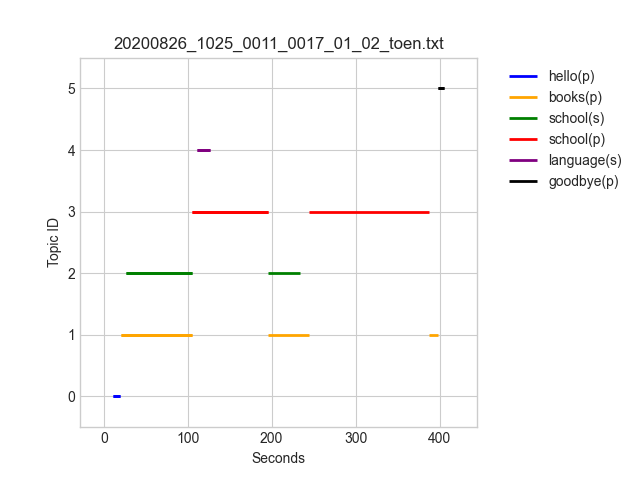 20200826_1025_0011_0017_01_02_toen.txt
hello(p)
books(p)
school(s)
school(p)
language(s)
goodbye(p)
Topic ID
5
4
3
2
1
0
0 100 200 300 400
Seconds